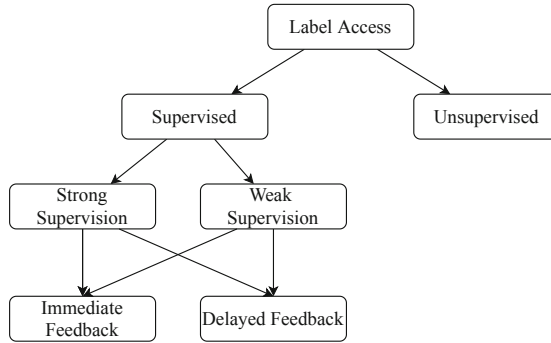 Label Access
Supervised
Unsupervised
Strong
Supervision
Weak
Supervision
Immediate
Feedback
Delayed Feedback